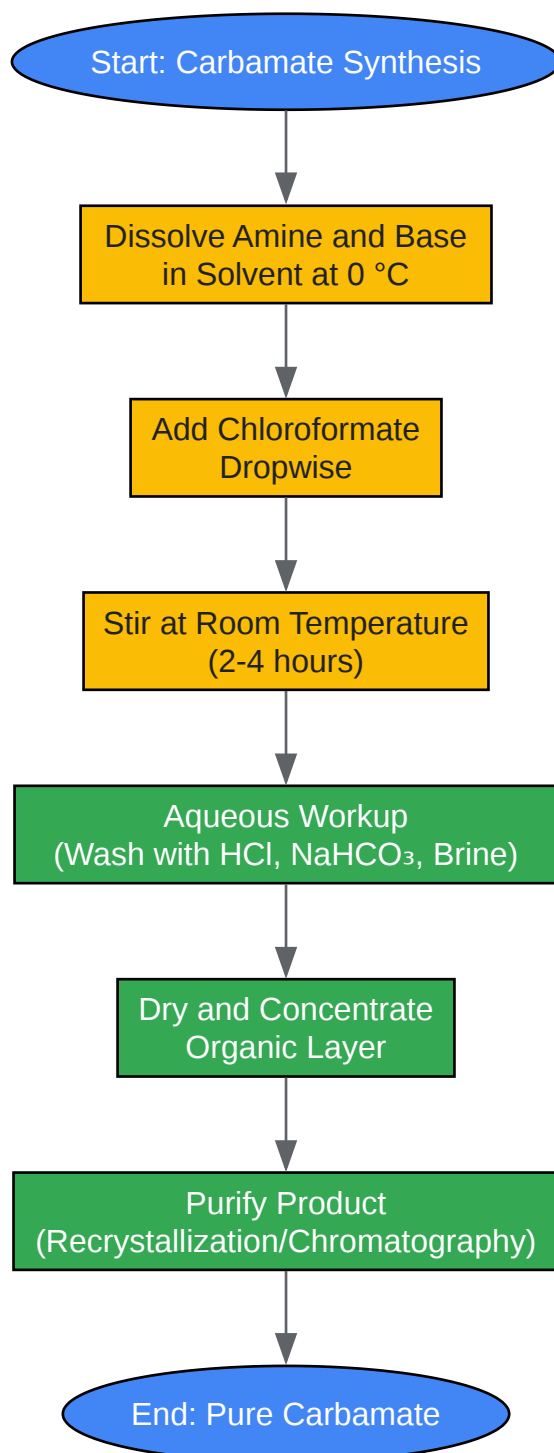 Start: Carbamate Synthesis
Dissolve Amine and Base
in Solvent at 0 °C
Add Chloroformate
Dropwise
Stir at Room Temperature
(2-4 hours)
Aqueous Workup
(Wash with HCl, NaHCO₃, Brine)
Dry and Concentrate
Organic Layer
Purify Product
(Recrystallization/Chromatography)
End: Pure Carbamate